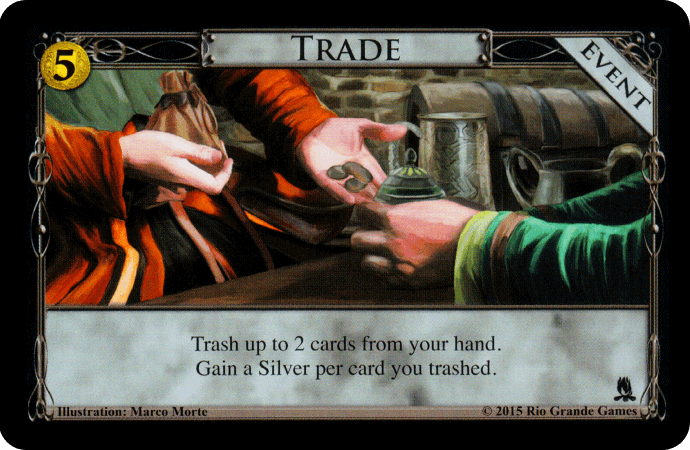 5
TRADE
EVENT
Trash up to 2 cards from your hand.
Gain a Silver per card you trashed.
Illustration: Marco Morte
© 2015 Rio Grande Games